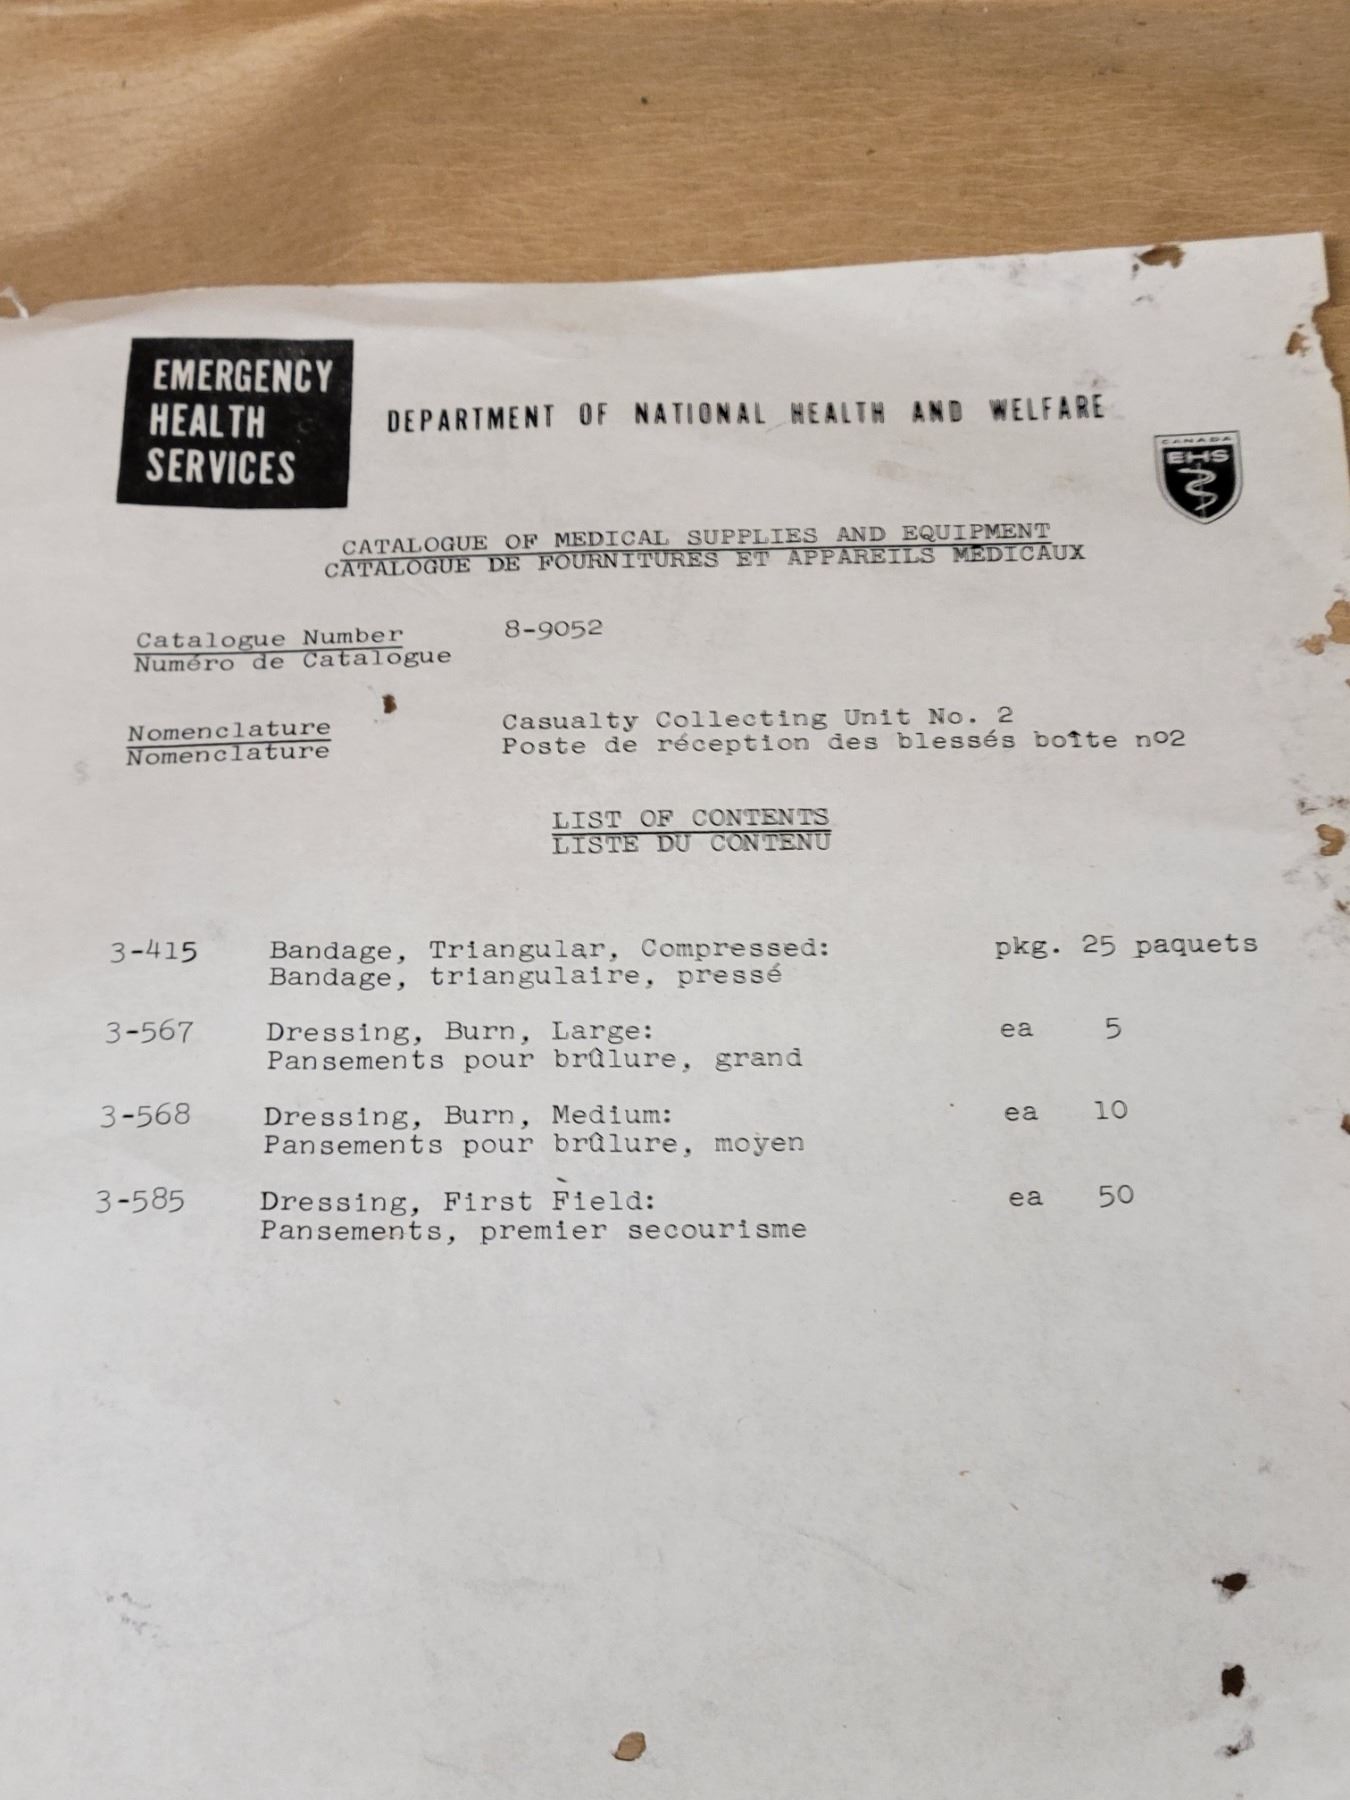 EMERGENCY
HEALTH
SERVICES
DEPARTMENT OF NATIONAL HEALTH AND WELFARE
CANADA
EHS
CATALOGUE OF MEDICAL SUPPLIES AND EQUIPMENT
CATALOGUE DE FOURNITURES ET APPAREILS MÉDICAUX
Catalogue Number 8-9052
Numéro de Catalogue
Nomenclature Casualty Collecting Unit No. 2
Nomenclature Poste de réception des blessés boîte nº2
LIST OF CONTENTS
LISTE DU CONTENU
3-415 Bandage, Triangular, Compressed: pkg. 25 paquets
Bandage, triangulaire, pressé
3-567 Dressing, Burn, Large: ea 5
Pansements pour brûlure, grand
3-568 Dressing, Burn, Medium: ea 10
Pansements pour brûlure, moyen
3-585 Dressing, First Field: ea 50
Pansements, premier secourisme